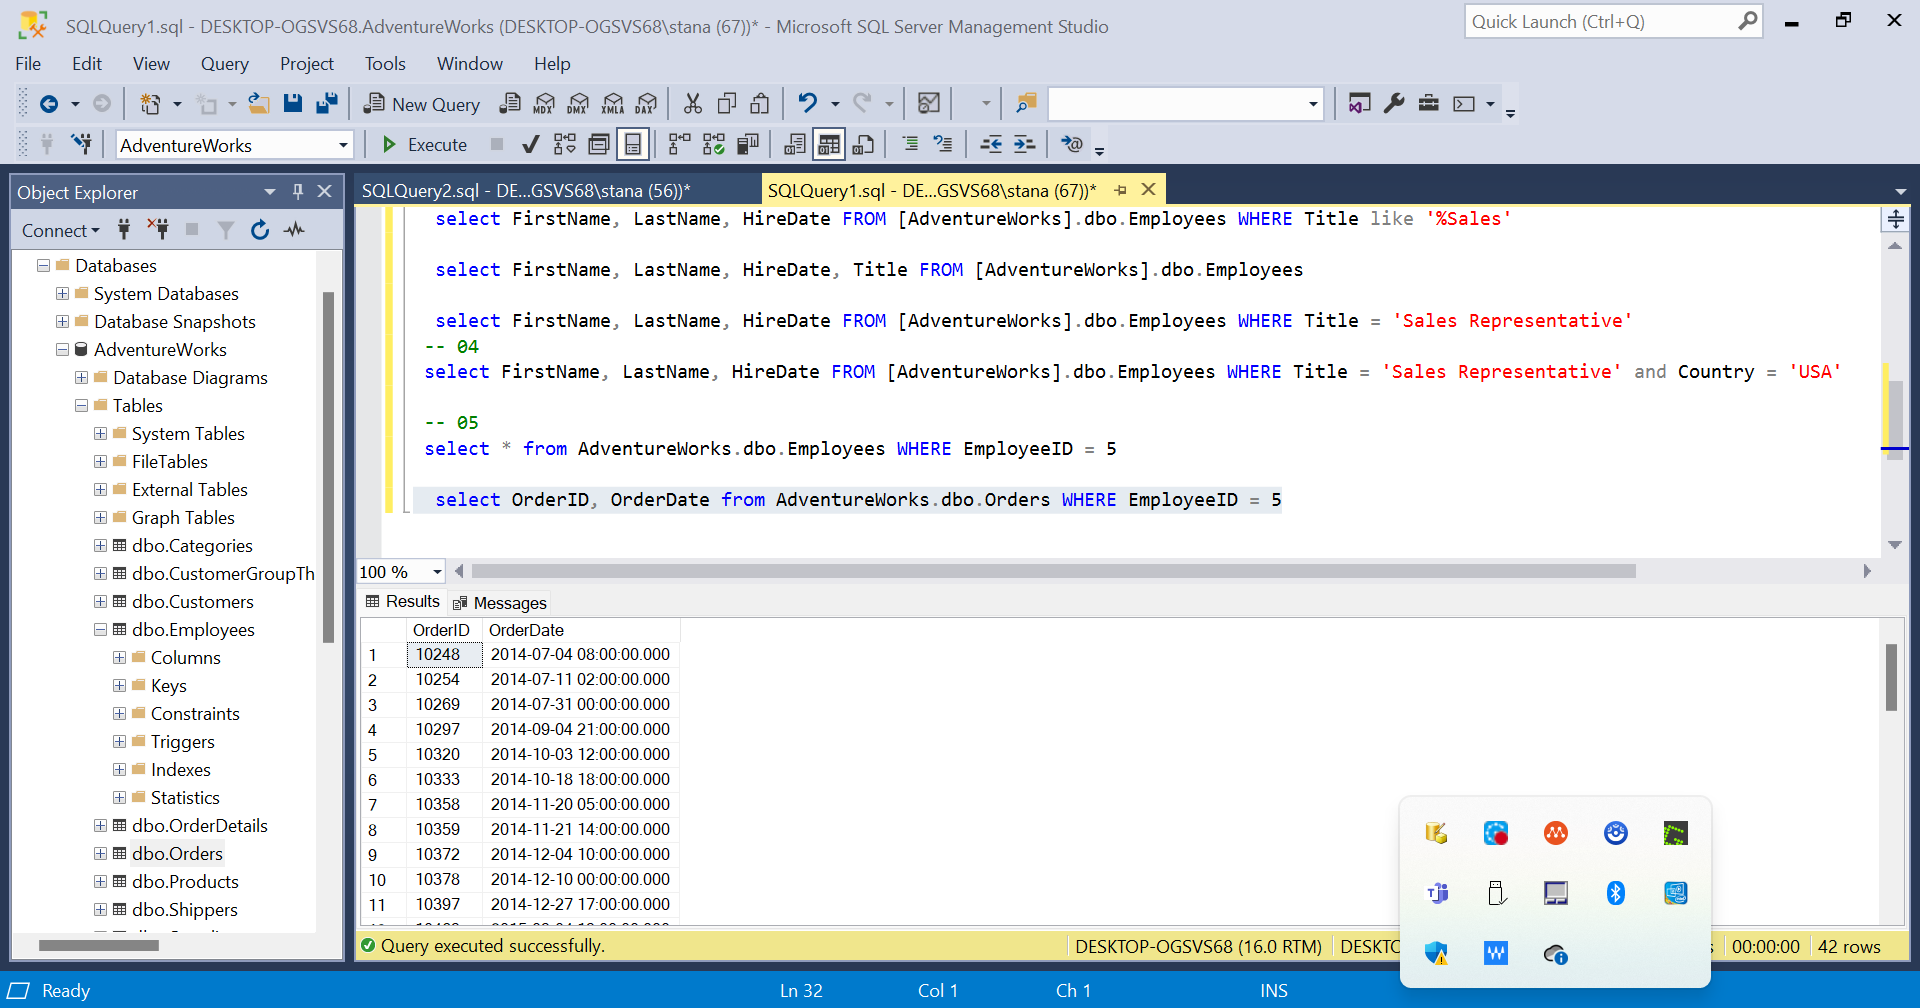 SQLQuery1.sql - DESKTOP-OGSVS68.AdventureWorks (DESKTOP-OGSVS68\stana (67))* - Microsoft SQL Server Management Studio
Quick Launch (Ctrl+Q)
File Edit View Query Project Tools Window Help
New Query MDX DMX XMLA DAX
AdventureWorks Execute
Object Explorer
Connect
Databases
System Databases
Database Snapshots
AdventureWorks
Database Diagrams
Tables
System Tables
FileTables
External Tables
Graph Tables
dbo.Categories
dbo.CustomerGroupTh
dbo.Customers
dbo.Employees
Columns
Keys
Constraints
Triggers
Indexes
Statistics
dbo.OrderDetails
dbo.Orders
dbo.Products
dbo.Shippers
SQLQuery2.sql - DE...GSVS68\stana (56))* SQLQuery1.sql - DE...GSVS68\stana (67))*
select FirstName, LastName, HireDate FROM [AdventureWorks].dbo.Employees WHERE Title like '%Sales'
select FirstName, LastName, HireDate, Title FROM [AdventureWorks].dbo.Employees
select FirstName, LastName, HireDate FROM [AdventureWorks].dbo.Employees WHERE Title = 'Sales Representative'
-- 04
select FirstName, LastName, HireDate FROM [AdventureWorks].dbo.Employees WHERE Title = 'Sales Representative' and Country = 'USA'
-- 05
select * from AdventureWorks.dbo.Employees WHERE EmployeeID = 5
select OrderID, OrderDate from AdventureWorks.dbo.Orders WHERE EmployeeID = 5
100 %
Results Messages
OrderID OrderDate
1 10248 2014-07-04 08:00:00.000
2 10254 2014-07-11 02:00:00.000
3 10269 2014-07-31 00:00:00.000
4 10297 2014-09-04 21:00:00.000
5 10320 2014-10-03 12:00:00.000
6 10333 2014-10-18 18:00:00.000
7 10358 2014-11-20 05:00:00.000
8 10359 2014-11-21 14:00:00.000
9 10372 2014-12-04 10:00:00.000
10 10378 2014-12-10 00:00:00.000
11 10397 2014-12-27 17:00:00.000
Query executed successfully. DESKTOP-OGSVS68 (16.0 RTM) DESKTO 00:00:00 42 rows
Ready Ln 32 Col 1 Ch 1 INS